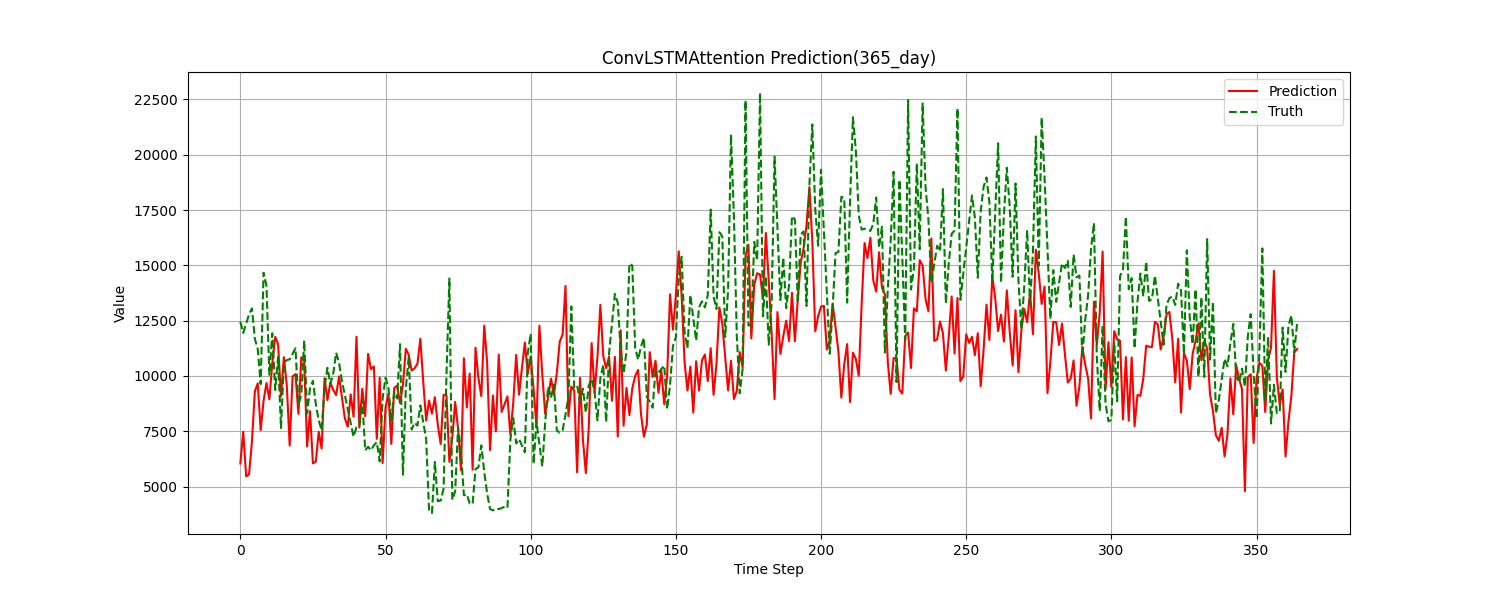 ConvLSTMAttention Prediction(365_day)
Prediction
Truth
22500
20000
17500
15000
12500
10000
7500
5000
Value
0 50 100 150 200 250 300 350
Time Step